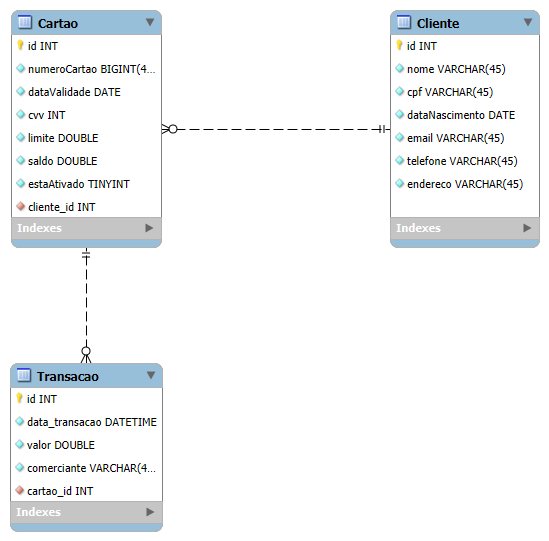 Cartao
id INT
numeroCartao BIGINT(4...
dataValidade DATE
cvv INT
limite DOUBLE
saldo DOUBLE
estaAtivado TINYINT
cliente_id INT
Indexes
Cliente
id INT
nome VARCHAR(45)
cpf VARCHAR(45)
dataNascimento DATE
email VARCHAR(45)
telefone VARCHAR(45)
endereco VARCHAR(45)
Indexes
Transacao
id INT
data_transacao DATETIME
valor DOUBLE
comerciante VARCHAR(4...
cartao_id INT
Indexes